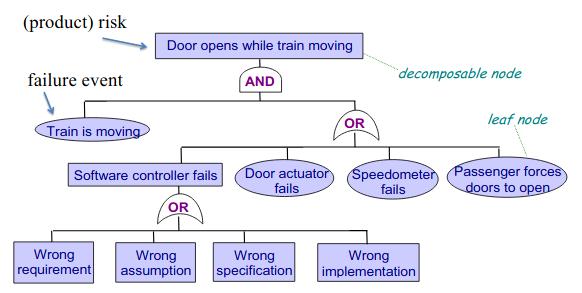 (product) risk
Door opens while train moving
decomposable node
AND
failure event
leaf node
Train is moving
OR
Software controller fails
Door actuator
fails
Speedometer
fails
Passenger forces
doors to open
OR
Wrong
requirement
Wrong
assumption
Wrong
specification
Wrong
implementation